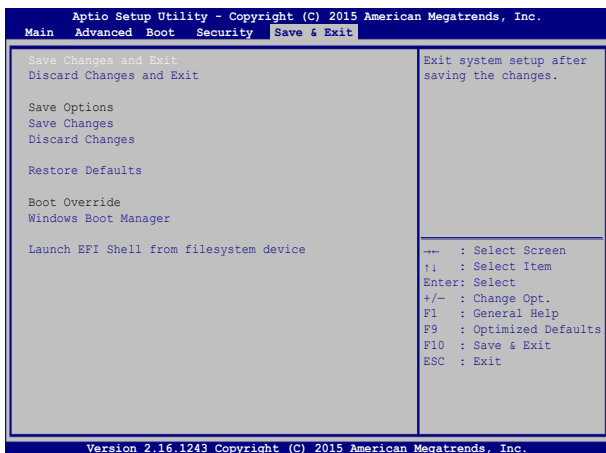 Aptio Setup Utility - Copyright (C) 2015 American Megatrends, Inc.
Main Advanced Boot Security Save & Exit
Save Changes and Exit
Discard Changes and Exit
Save Options
Save Changes
Discard Changes
Restore Defaults
Boot Override
Windows Boot Manager
Launch EFI Shell from filesystem device
Exit system setup after
saving the changes.
→← : Select Screen
↑↓ : Select Item
Enter: Select
+/— : Change Opt.
F1 : General Help
F9 : Optimized Defaults
F10 : Save & Exit
ESC : Exit
Version 2.16.1243 Copyright (C) 2015 American Megatrends, Inc.